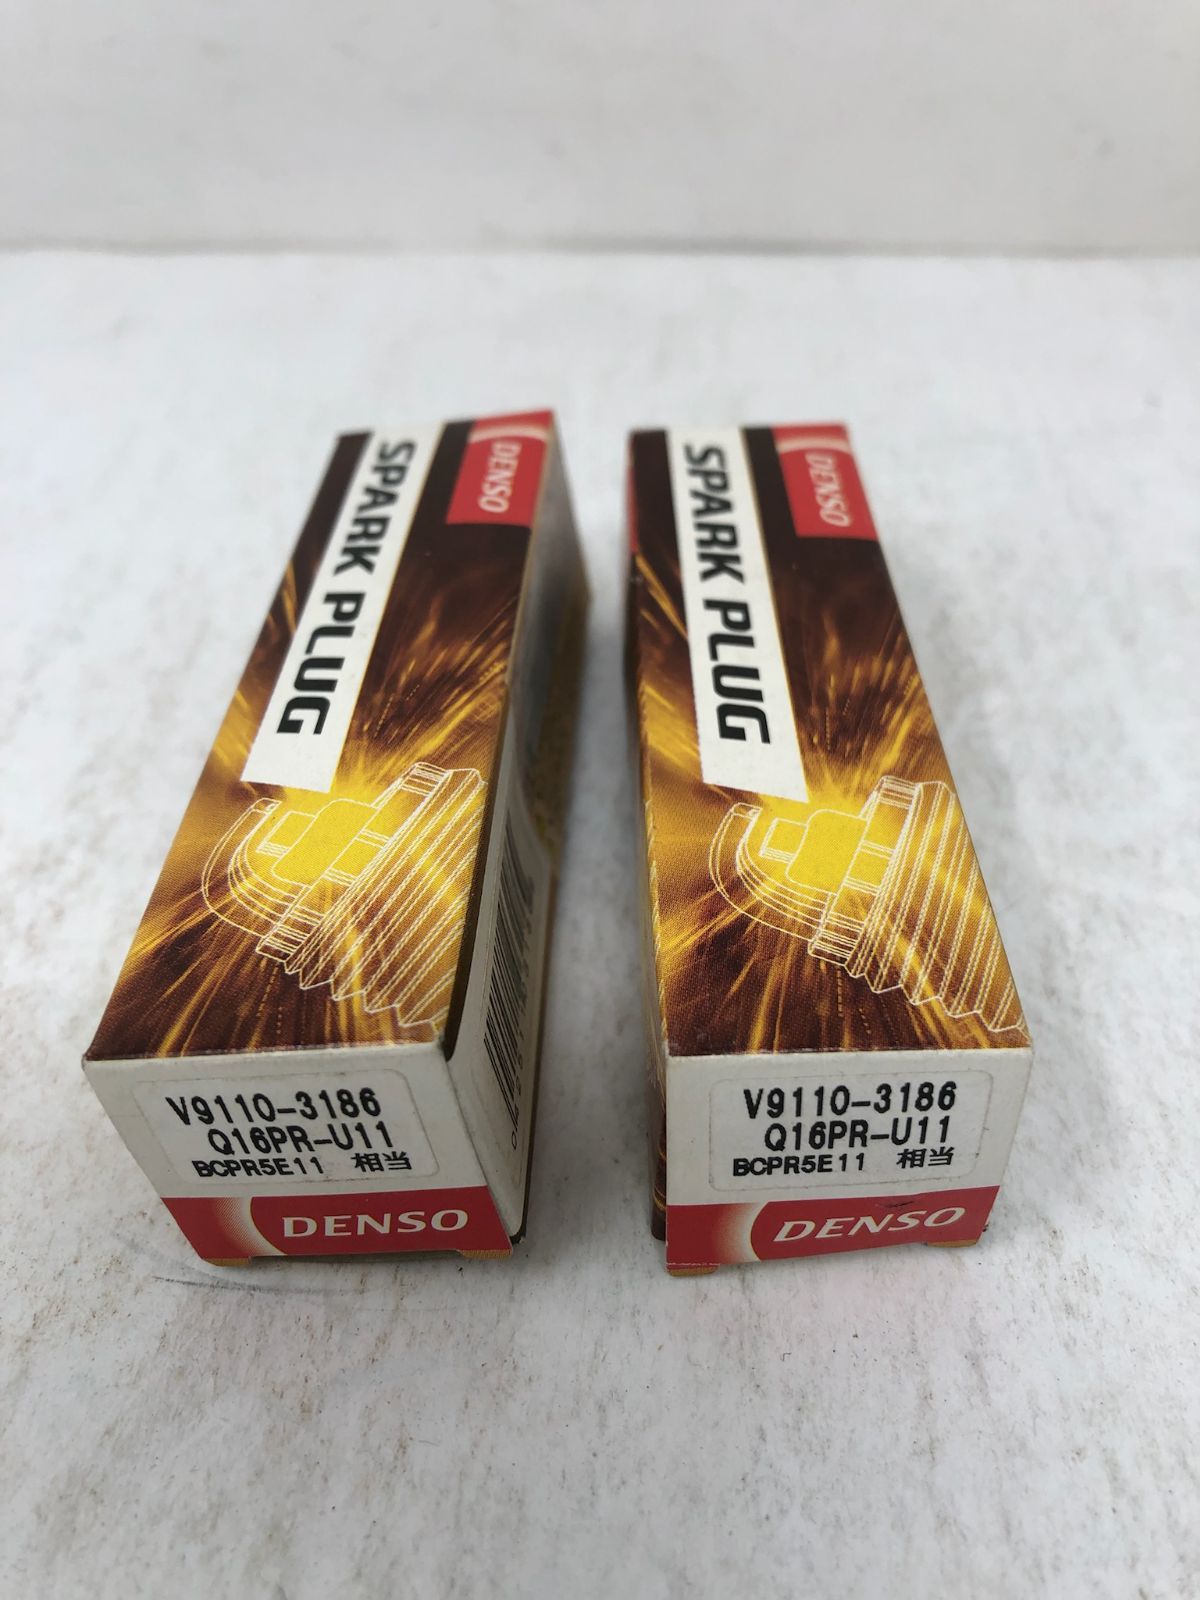 DENSO
SPARK PLUG
V9110-3186
Q16PR-U11
BCPR5E11 相当
DENSO
DENSO
SPARK PLUG
V9110-3186
Q16PR-U11
BCPR5E11 相当
DENSO